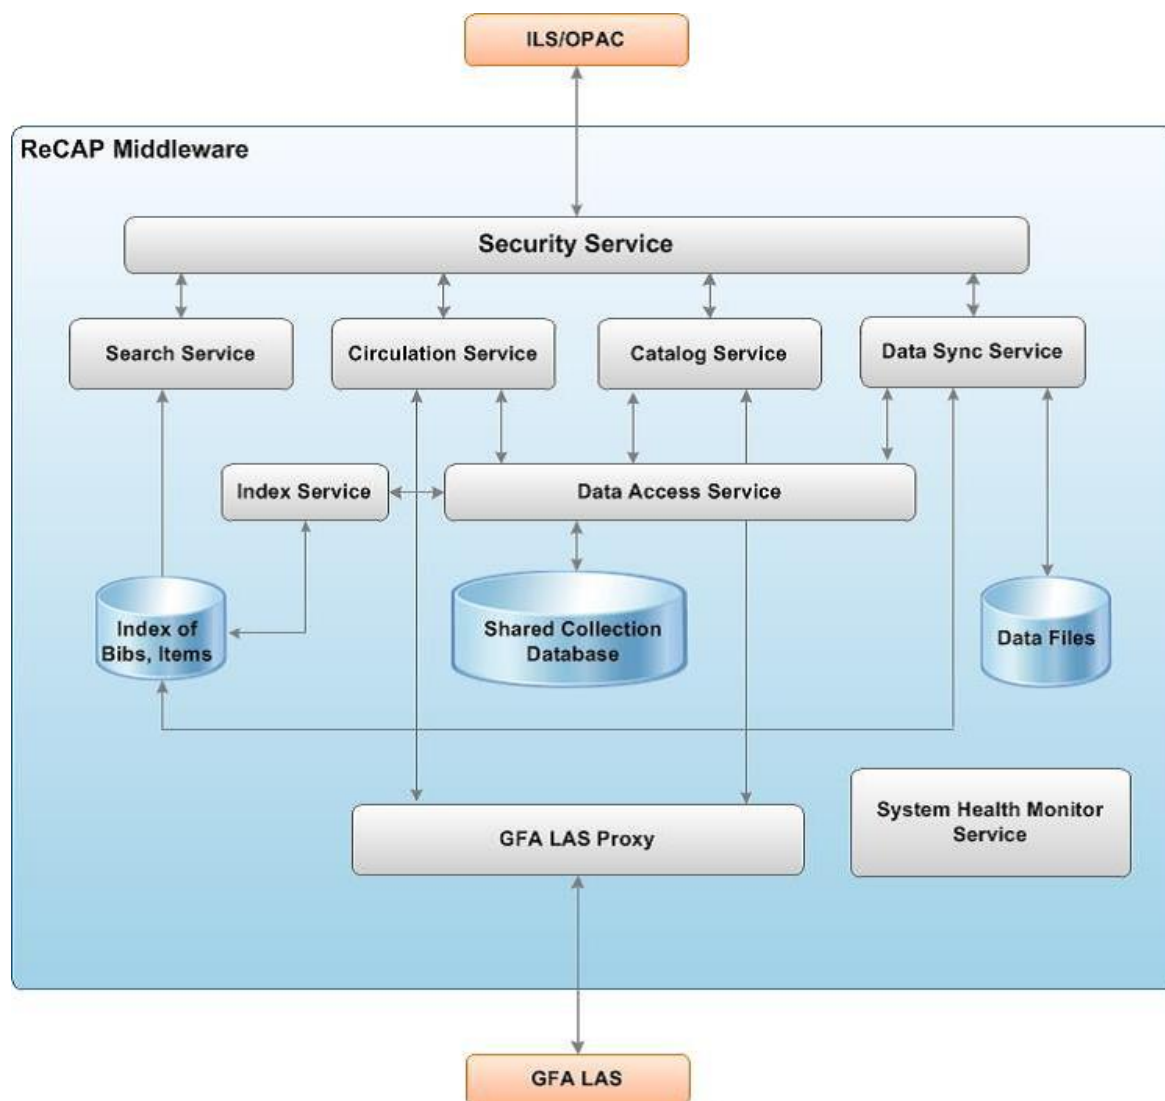 ILS/OPAC
ReCAP Middleware
Security Service
Search Service
Circulation Service
Catalog Service
Data Sync Service
Index Service
Data Access Service
Index of
Bibs, Items
Shared Collection
Database
Data Files
GFA LAS Proxy
System Health Monitor
Service
GFA LAS